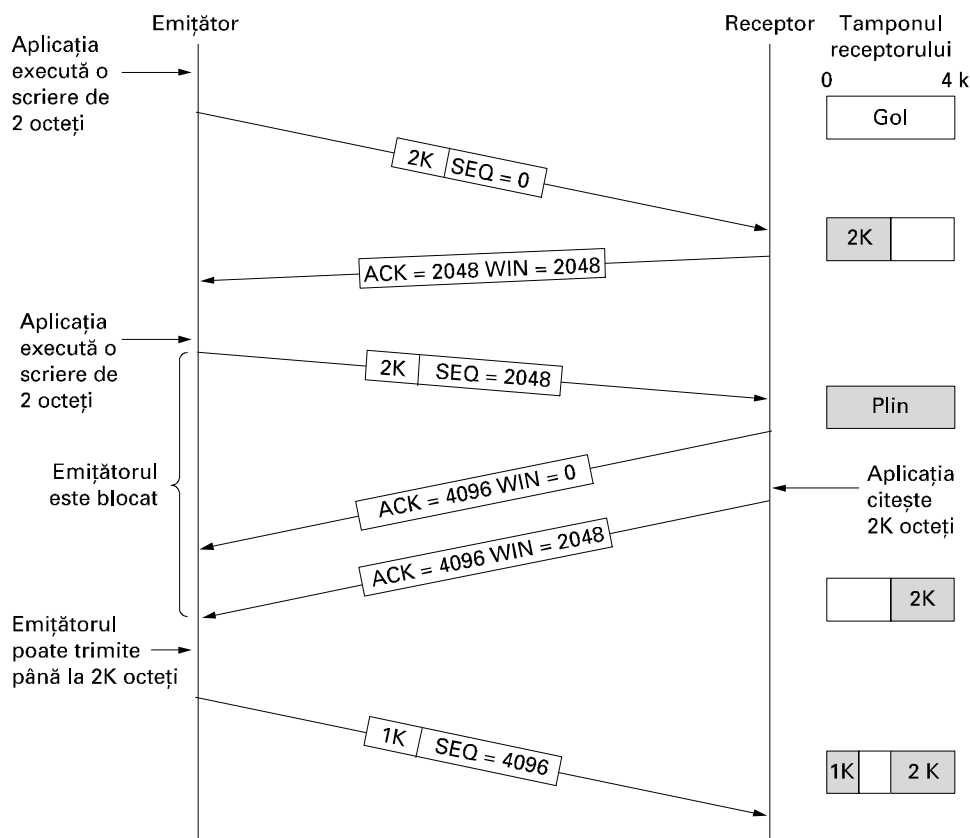 Emițător
Receptor
Tamponul
receptorului
0 4 k
Aplicația
execută o
scriere de
2 octeți
Gol
2K SEQ = 0
2K
ACK = 2048 WIN = 2048
Aplicația
execută o
scriere de
2 octeți
2K SEQ = 2048
Plin
Emițătorul
este blocat
ACK = 4096 WIN = 0
Aplicația
citește
2K octeți
ACK = 4096 WIN = 2048
2K
Emițătorul
poate trimite
până la 2K octeți
1K SEQ = 4096
1K 2 K